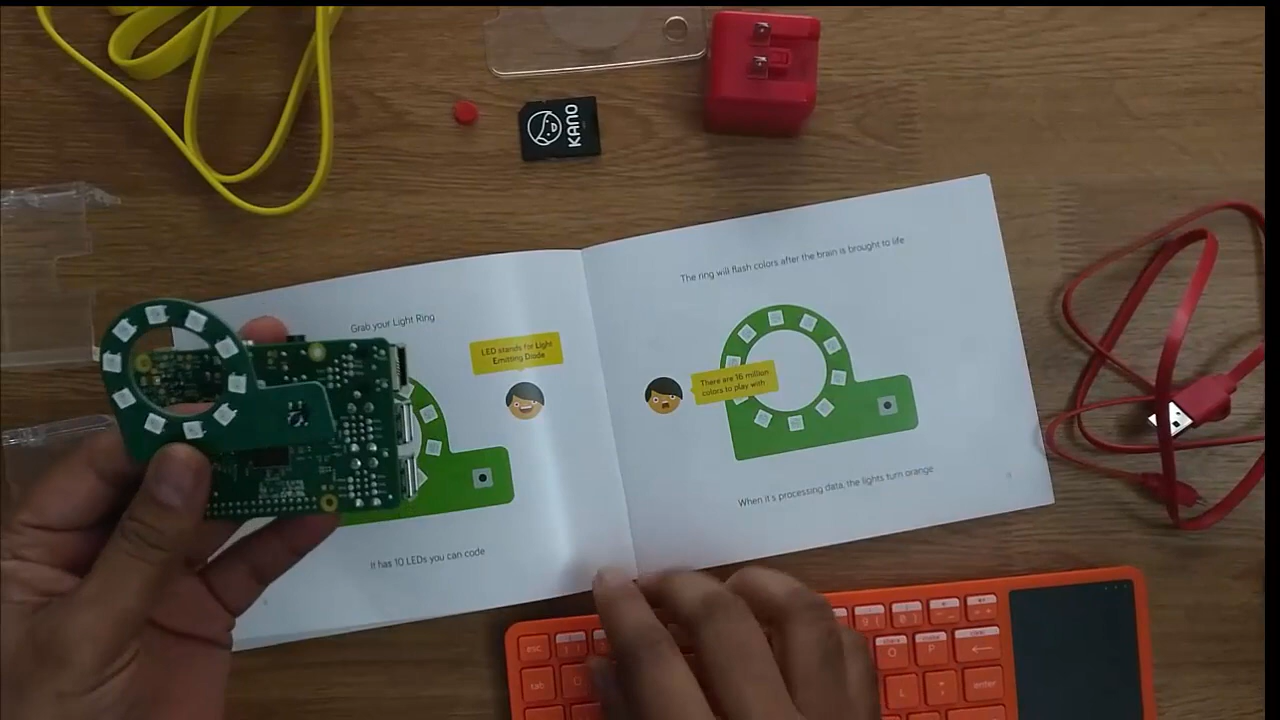 KANO
The ring will flash colors after the brain is brought to life
Grab your Light Ring
LED stands for Light
Emitting Diode
There are 16 million
colors to play with
When it's processing data, the lights turn orange
It has 10 LEDs you can code
esc
tab
Q
P
L
enter